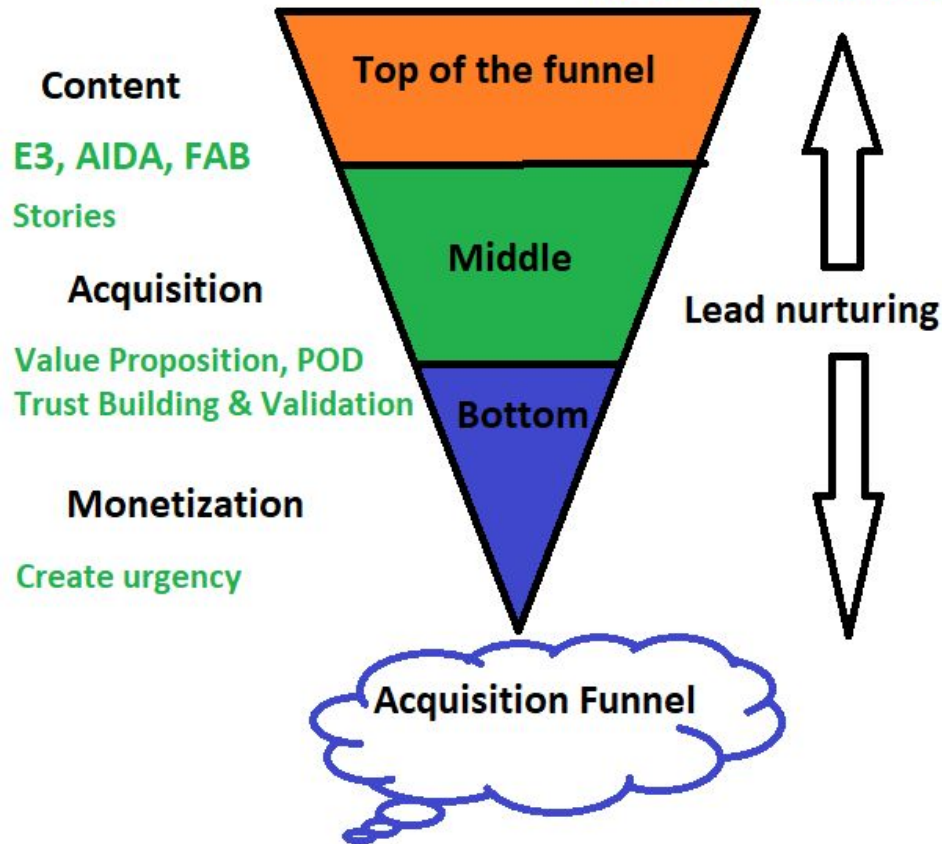 Top of the funnel
Content
E3, AIDA, FAB
Stories
Middle
Acquisition
Lead nurturing
Value Proposition, POD
Trust Building & Validation
Bottom
Monetization
Create urgency
Acquisition Funnel